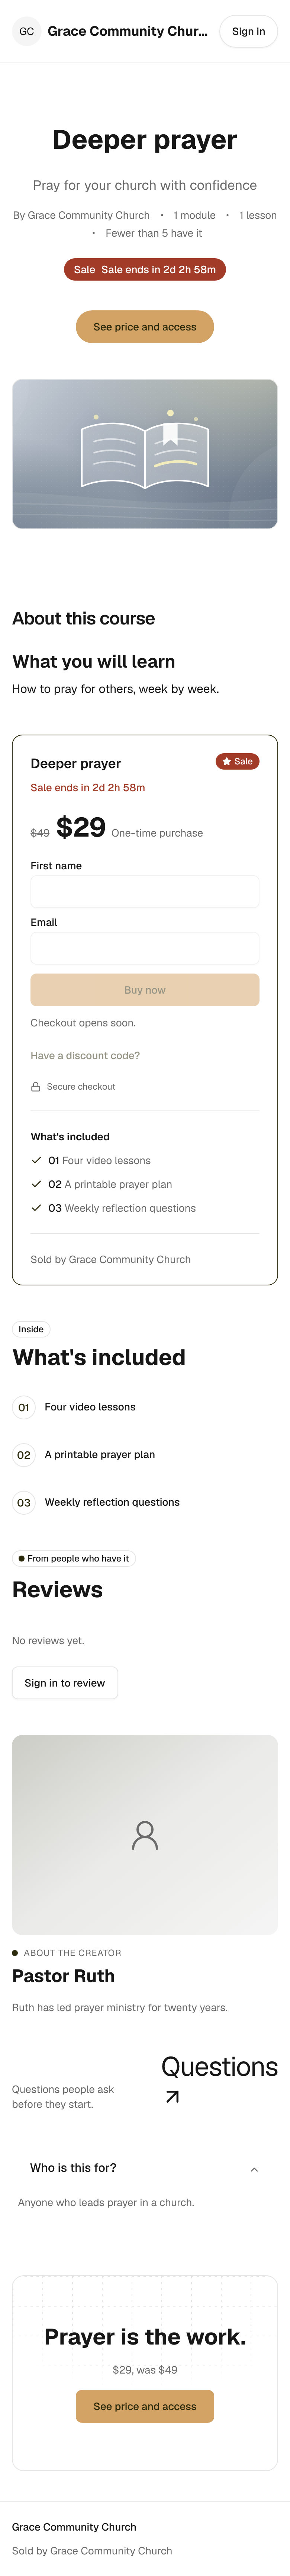 GC
Grace Community Chur...
Sign in
Deeper prayer
Pray for your church with confidence
By Grace Community Church • 1 module • 1 lesson
• Fewer than 5 have it
Sale Sale ends in 2d 2h 58m
See price and access
About this course
What you will learn
How to pray for others, week by week.
Deeper prayer
Sale
Sale ends in 2d 2h 58m
$49 $29 One-time purchase
First name
Email
Buy now
Checkout opens soon.
Have a discount code?
Secure checkout
What's included
01 Four video lessons
02 A printable prayer plan
03 Weekly reflection questions
Sold by Grace Community Church
Inside
What's included
01 Four video lessons
02 A printable prayer plan
03 Weekly reflection questions
From people who have it
Reviews
No reviews yet.
Sign in to review
ABOUT THE CREATOR
Pastor Ruth
Ruth has led prayer ministry for twenty years.
Questions
Questions people ask
before they start.
Who is this for?
Anyone who leads prayer in a church.
Prayer is the work.
$29, was $49
See price and access
Grace Community Church
Sold by Grace Community Church